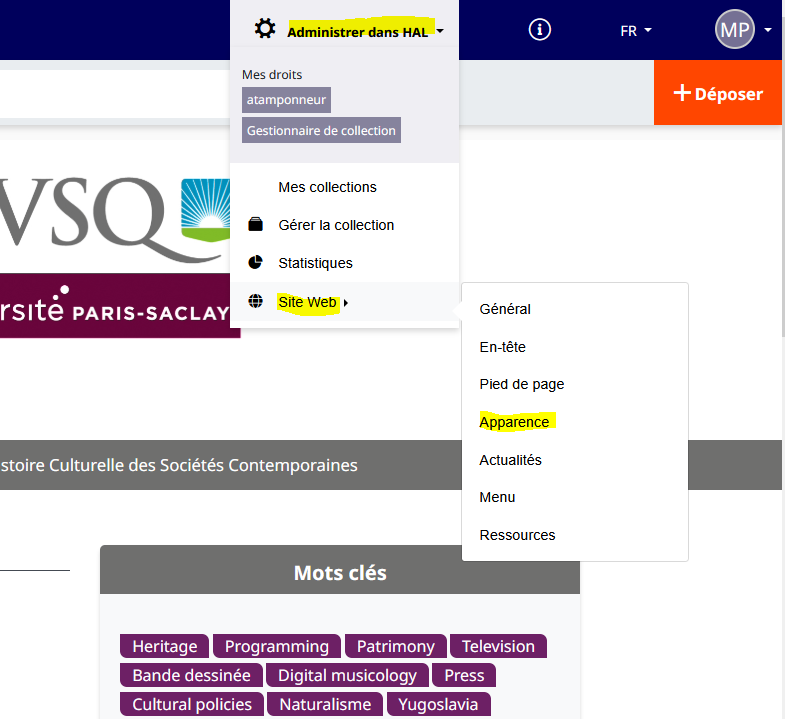 Administrer dans HAL
FR
MP
Mes droits
atamponneur
Gestionnaire de collection
Déposer
Mes collections
Gérer la collection
Statistiques
Site Web
Général
En-tête
Pied de page
Apparence
Actualités
Menu
Ressources
VSQ
rsité PARIS-SACLAY
stoire Culturelle des Sociétés Contemporaines
Mots clés
Heritage Programming Patrimony Television
Bande dessinée Digital musicology Press
Cultural policies Naturalisme Yugoslavia